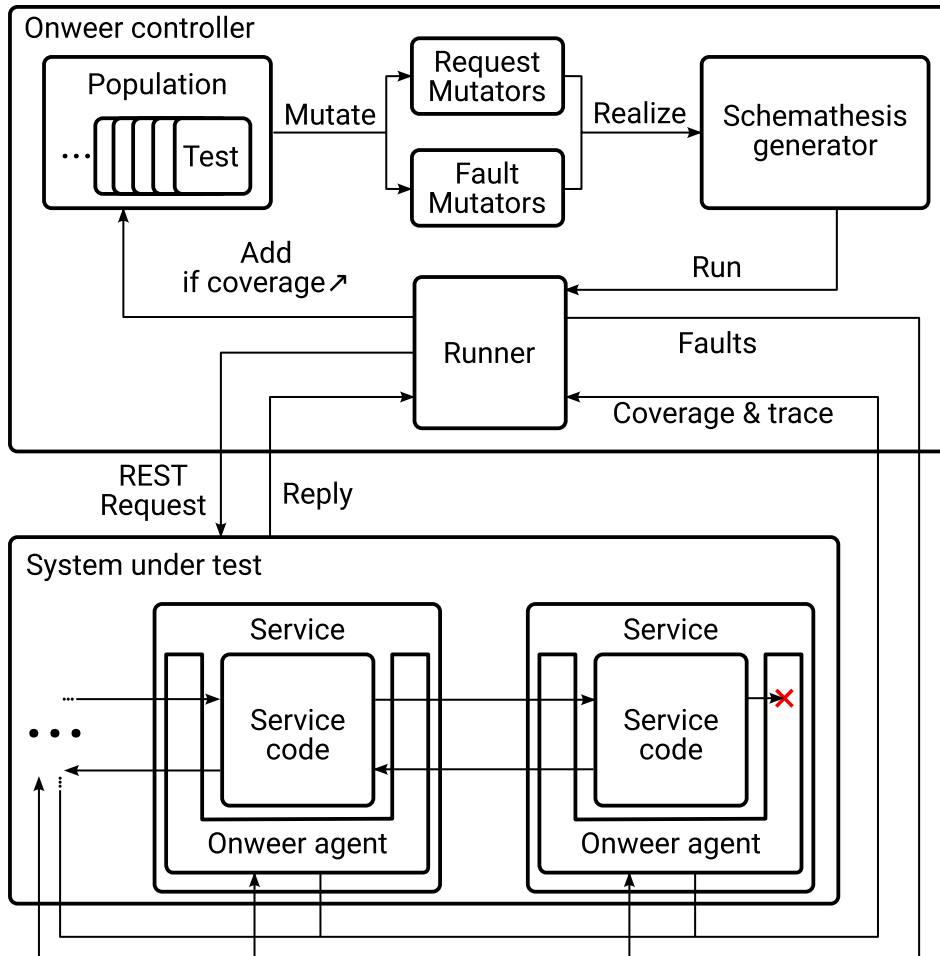 Onweer controller
Population
... Test
Mutate
Request
Mutators
Fault
Mutators
Realize
Schemathesis
generator
Add
if coverage↗
Run
Runner
Faults
Coverage & trace
REST
Request
Reply
System under test
Service
Service
code
Onweer agent
Service
Service
code
Onweer agent